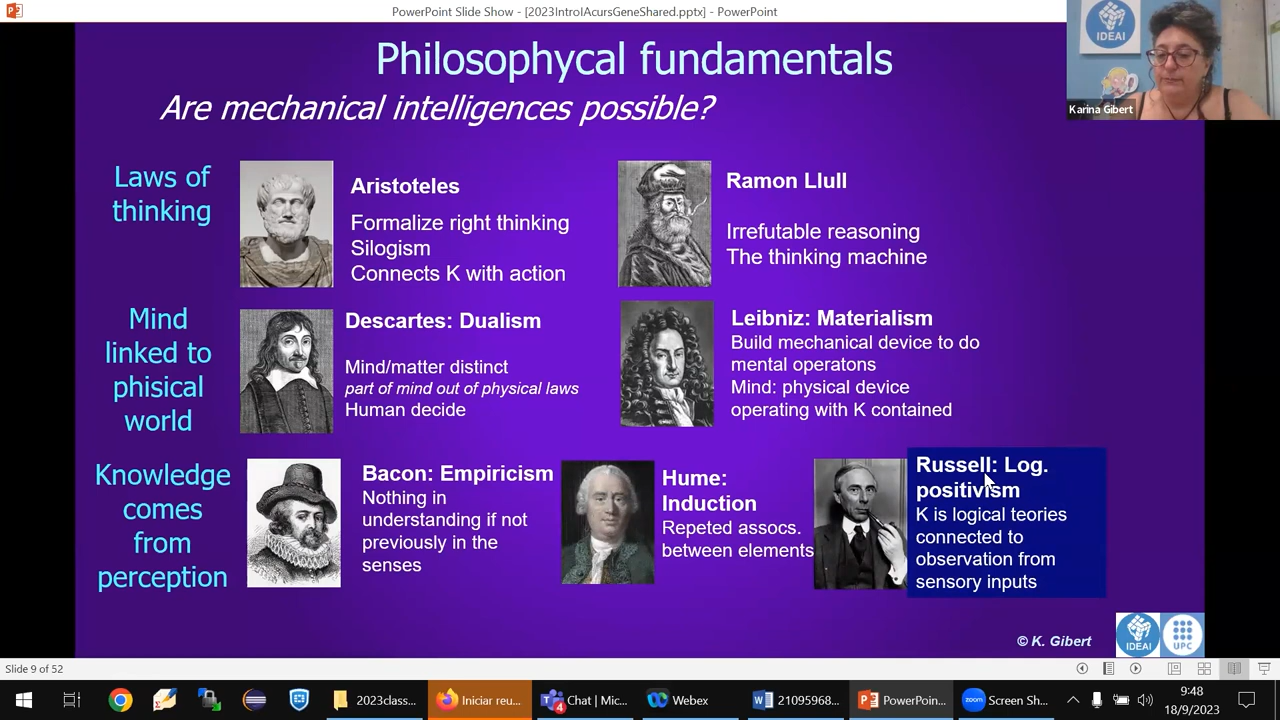 PowerPoint Slide Show - [2023IntroIAcursGeneShared.pptx] - PowerPoint
IDEAI
Karina Gibert
Philosophycal fundamentals
Are mechanical intelligences possible?
Laws of
thinking
Aristoteles
Formalize right thinking
Silogism
Connects K with action
Ramon Llull
Irrefutable reasoning
The thinking machine
Mind
linked to
phisical
world
Descartes: Dualism
Mind/matter distinct
part of mind out of physical laws
Human decide
Leibniz: Materialism
Build mechanical device to do
mental operatons
Mind: physical device
operating with K contained
Knowledge
comes
from
perception
Bacon: Empiricism
Nothing in
understanding if not
previously in the
senses
Hume:
Induction
Repeted assocs.
between elements
Russell: Log.
positivism
K is logical teories
connected to
observation from
sensory inputs
© K. Gibert
IDEAI
UPC
Slide 9 of 52
2023class...
Iniciar reu...
4
Chat | Mic...
Webex
21095968...
PowerPoin...
zoom
Screen Sh...
9:48
18/9/2023